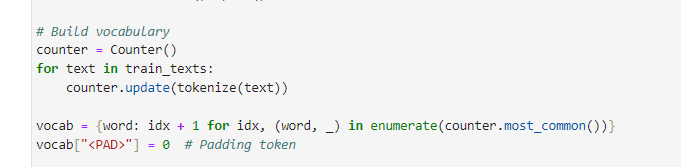 # Build vocabulary
counter = Counter()
for text in train_texts:
    counter.update(tokenize(text))
vocab = {word: idx + 1 for idx, (word, _) in enumerate(counter.most_common())}
vocab["<PAD>"] = 0  # Padding token